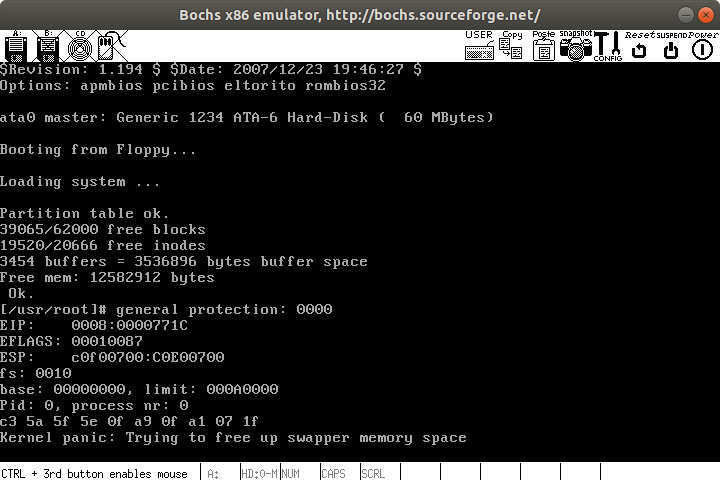 Bochs x86 emulator, http://bochs.sourceforge.net/
A: B: CD USER Copy Paste Snapshot CONFIG Reset SUSPEND Power
$Revision: 1.194 $ $Date: 2007/12/23 19:46:27 $
Options: apmbios pcibios eltorito rombios32
ata0 master: Generic 1234 ATA-6 Hard-Disk (  60 MBytes)
Booting from Floppy...
Loading system ...
Partition table ok.
39065/62000 free blocks
19520/20666 free inodes
3454 buffers = 3536896 bytes buffer space
Free mem: 12582912 bytes
 Ok.
[/usr/root]# general protection: 0000
EIP:    0008:0000771C
EFLAGS: 00010087
ESP:    c0f00700:C0E00700
fs: 0010
base: 00000000, limit: 000A0000
Pid: 0, process nr: 0
c3 5a 5f 5e 0f a9 0f a1 07 1f
Kernel panic: Trying to free up swapper memory space
CTRL + 3rd button enables mouse A: HD:0-M NUM CAPS SCRL